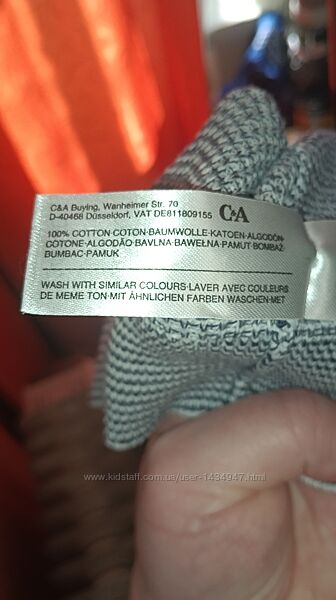 C&A Buying, Wanheimer Str. 70
D-40468 Düsseldorf, VAT DE811809155 C&A
100% COTTON·COTON·BAUMWOLLE·KATOEN·ALGODÓN·
COTONE·ALGODÃO·BAVLNA·BAWEŁNA·PAMUT·BOMBAŽ·
BUMBAC·PAMUK
WASH WITH SIMILAR COLOURS·LAVER AVEC COULEURS
DE MEME TON·MIT ÄHNLICHEN FARBEN WASCHEN·MET
www.kidstaff.com.ua/user-1434947.html